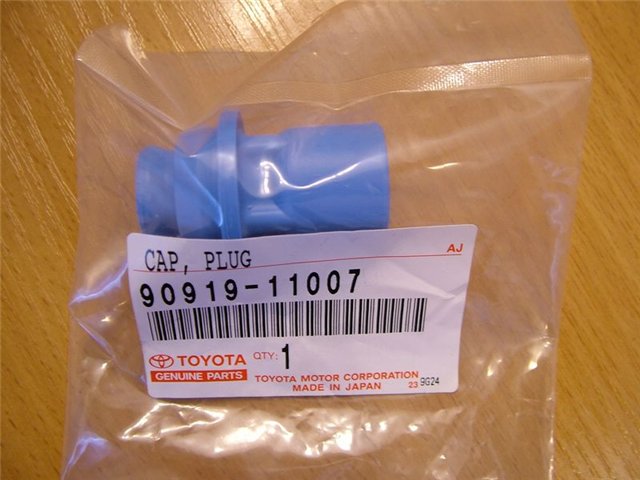 CAP, PLUG
AJ
90919-11007
TOYOTA
GENUINE PARTS
QTY: 1
TOYOTA MOTOR CORPORATION
MADE IN JAPAN
23 9G24